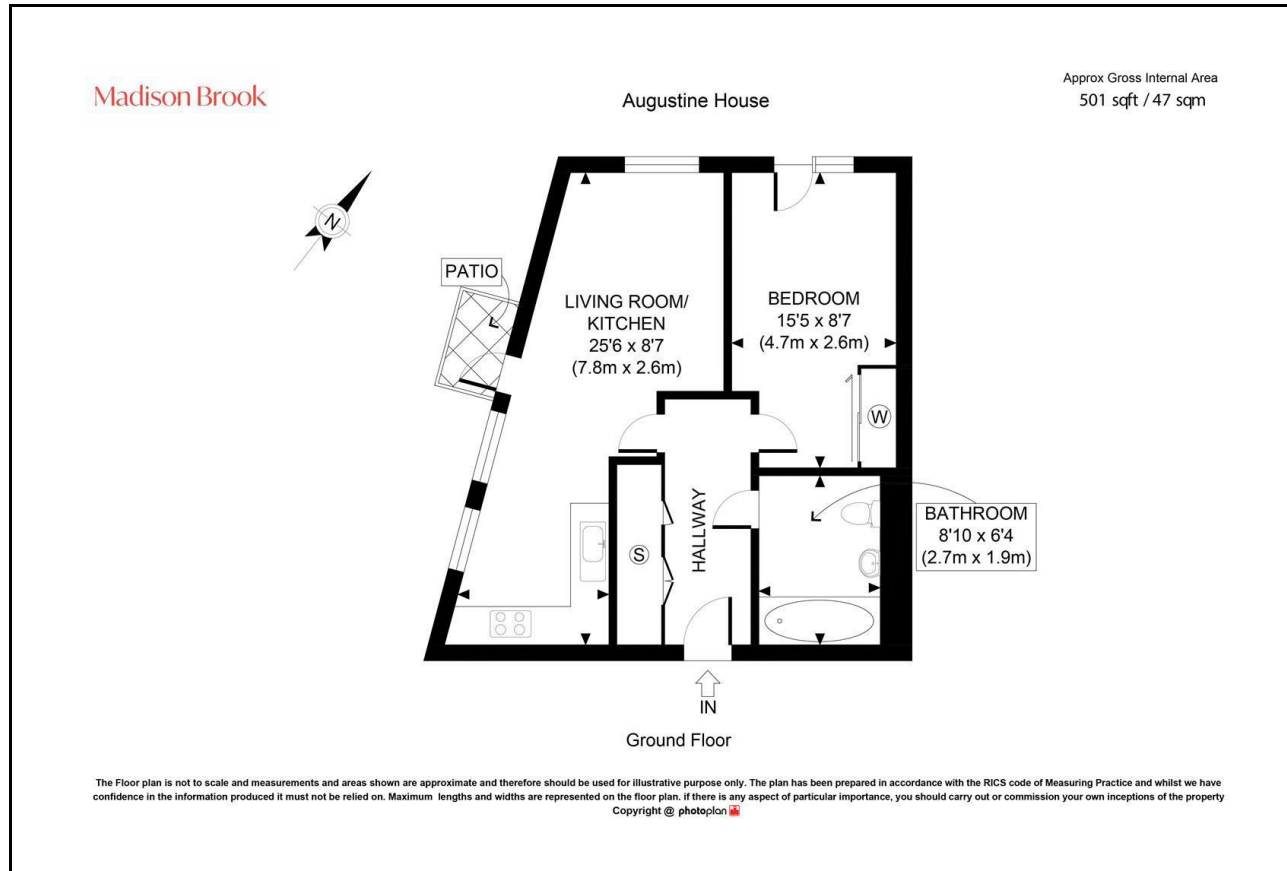 Madison Brook
Augustine House
Approx Gross Internal Area
501 sqft / 47 sqm
N
PATIO
LIVING ROOM/
KITCHEN
25'6 x 8'7
(7.8m x 2.6m)
BEDROOM
15'5 x 8'7
(4.7m x 2.6m)
W
S
HALLWAY
BATHROOM
8'10 x 6'4
(2.7m x 1.9m)
IN
Ground Floor
The Floor plan is not to scale and measurements and areas shown are approximate and therefore should be used for illustrative purpose only. The plan has been prepared in accordance with the RICS code of Measuring Practice and whilst we have
confidence in the information produced it must not be relied on. Maximum lengths and widths are represented on the floor plan. if there is any aspect of particular importance, you should carry out or commission your own inceptions of the property
Copyright @ photoplan